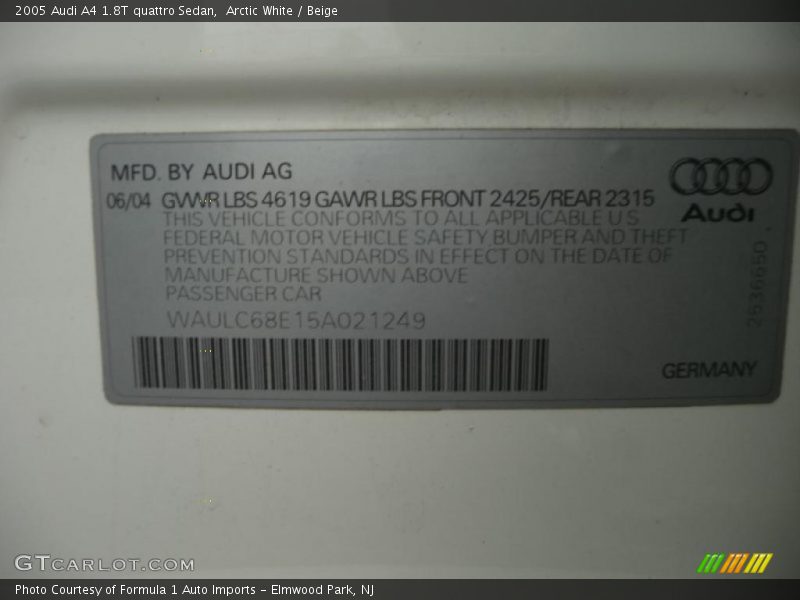 2005 Audi A4 1.8T quattro Sedan,  Arctic White / Beige
MFD. BY AUDI AG
06/04 GVWR LBS 4619 GAWR LBS FRONT 2425/REAR 2315
THIS VEHICLE CONFORMS TO ALL APPLICABLE U S
FEDERAL MOTOR VEHICLE SAFETY BUMPER AND THEFT
PREVENTION STANDARDS IN EFFECT ON THE DATE OF
MANUFACTURE SHOWN ABOVE
PASSENGER CAR
WAULC68E15A021249
Audi
GERMANY
GTCARLOT.COM
Photo Courtesy of Formula 1 Auto Imports - Elmwood Park, NJ